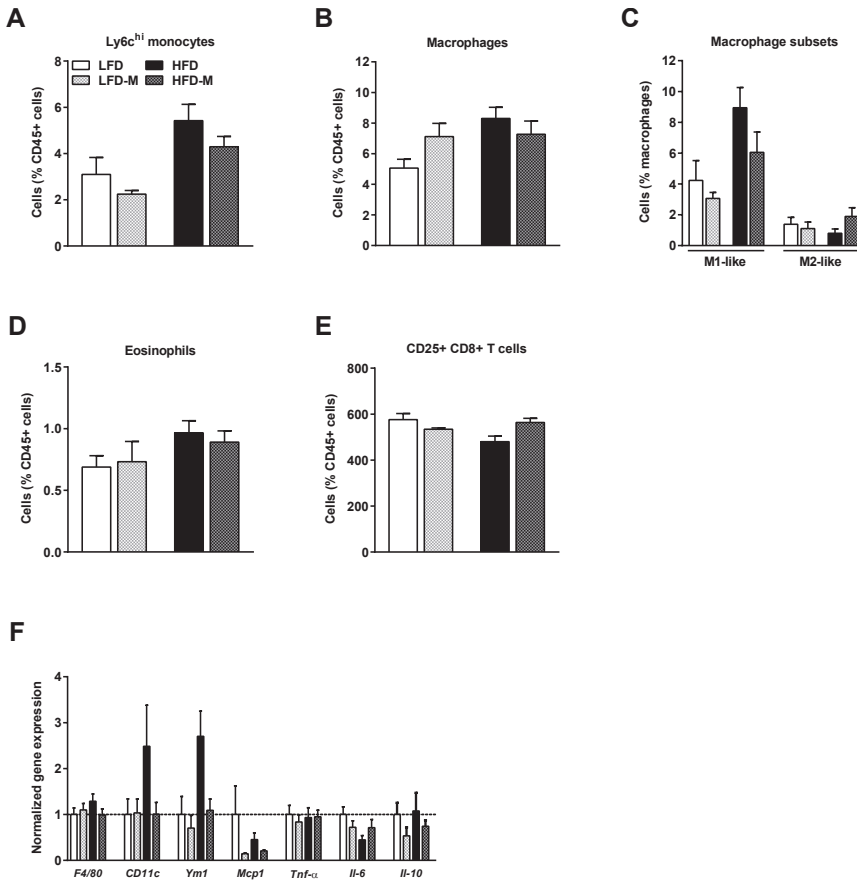 A
Ly6c^hi monocytes
LFD HFD
LFD-M HFD-M
Cells (% CD45+ cells)
8
6
4
2
0
B
Macrophages
Cells (% CD45+ cells)
12
10
8
6
4
2
0
C
Macrophage subsets
Cells (% macrophages)
12
10
8
6
4
2
0
M1-like M2-like
D
Eosinophils
Cells (% CD45+ cells)
1.5
1.0
0.5
0.0
E
CD25+ CD8+ T cells
Cells (% CD45+ cells)
800
600
400
200
0
F
Normalized gene expression
4
3
2
1
0
F4/80 CD11c Ym1 Mcp1 Tnf-α Il-6 Il-10